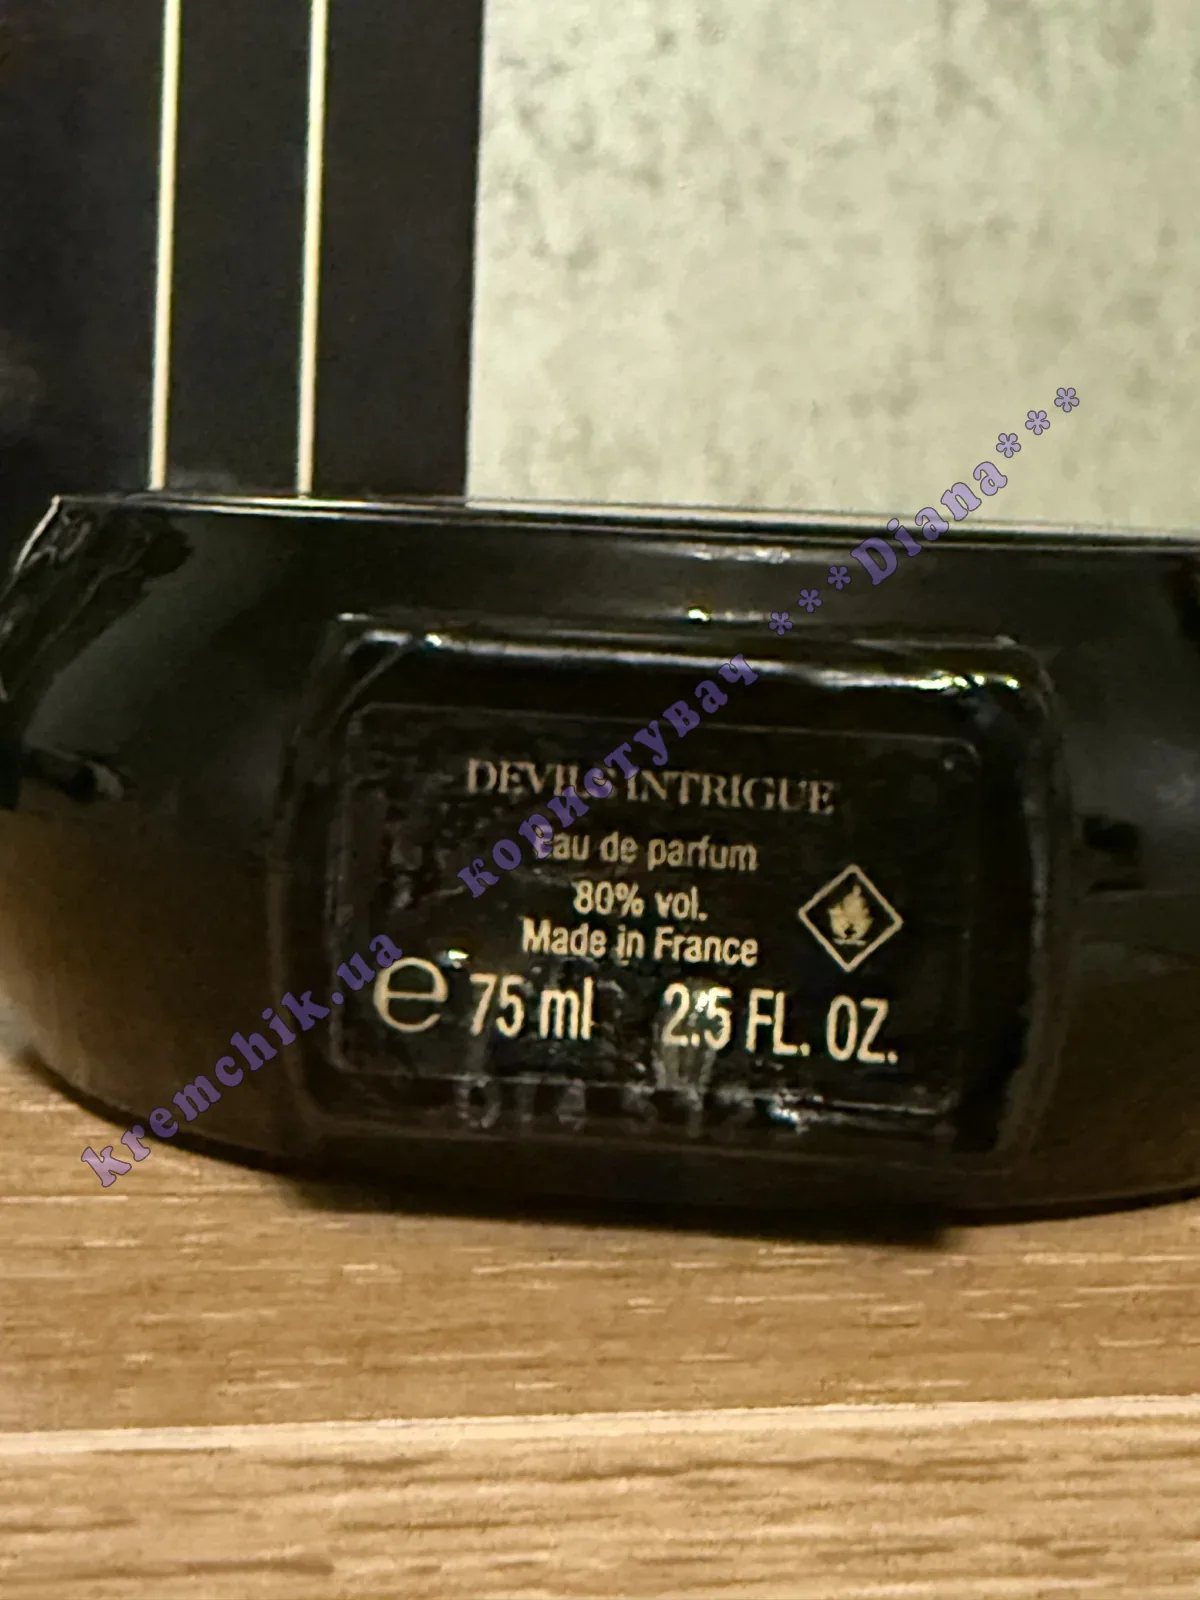 DEVIL'S INTRIGUE
Eau de parfum
80% vol.
Made in France
e 75 ml 2.5 FL. OZ.
kremchik.ua користувач ***Diana***